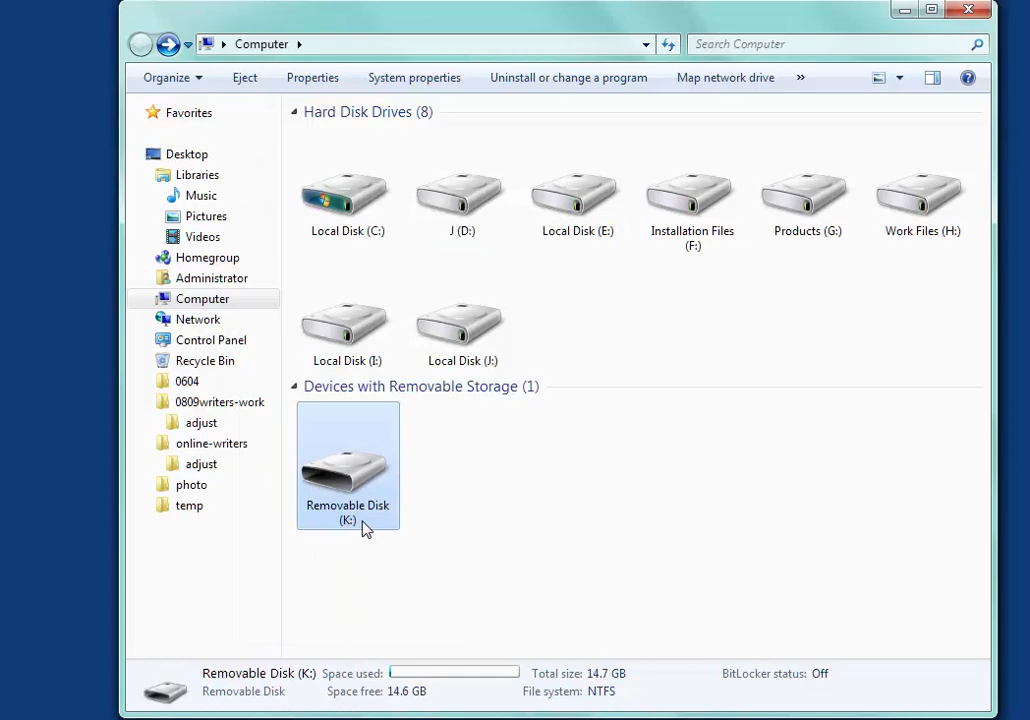 Computer
Search Computer
Organize
Eject
Properties
System properties
Uninstall or change a program
Map network drive
»
Favorites
Desktop
Libraries
Music
Pictures
Videos
Homegroup
Administrator
Computer
Network
Control Panel
Recycle Bin
0604
0809writers-work
adjust
online-writers
adjust
photo
temp
Hard Disk Drives (8)
Local Disk (C:)
J (D:)
Local Disk (E:)
Installation Files
(F:)
Products (G:)
Work Files (H:)
Local Disk (I:)
Local Disk (J:)
Devices with Removable Storage (1)
Removable Disk
(K:)
Removable Disk (K:) Space used: Total size: 14.7 GB BitLocker status: Off
Removable Disk Space free: 14.6 GB File system: NTFS